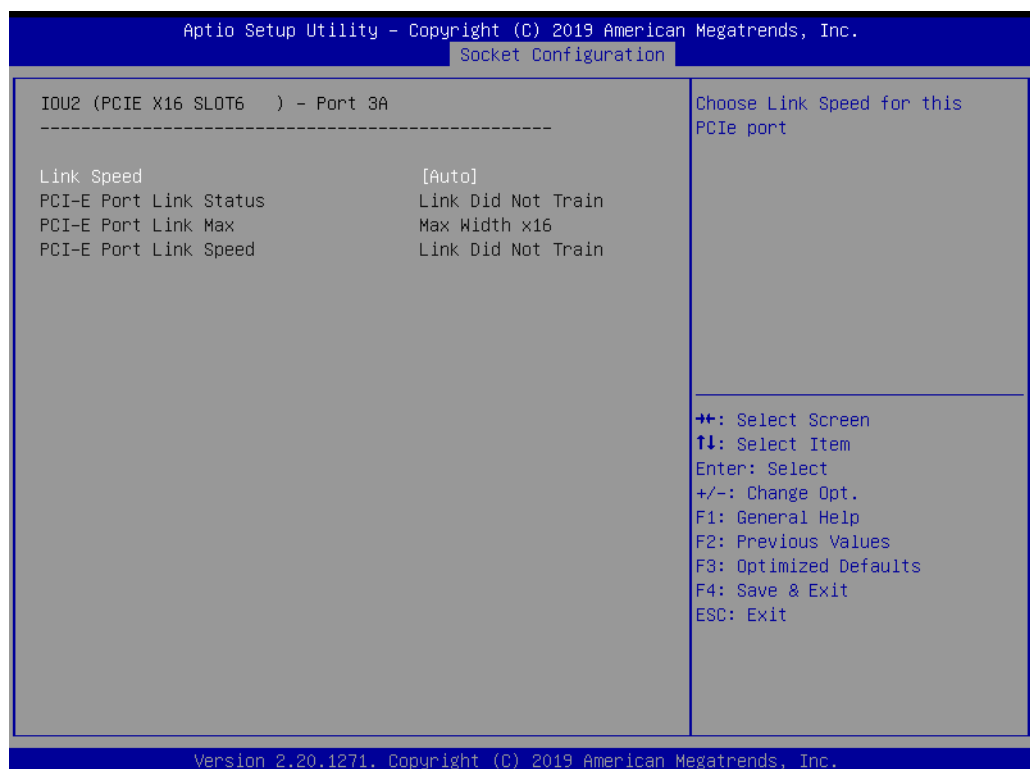 Aptio Setup Utility – Copyright (C) 2019 American Megatrends, Inc.
Socket Configuration
IOU2 (PCIE X16 SLOT6   ) – Port 3A
--------------------------------------------------
Link Speed [Auto]
PCI-E Port Link Status Link Did Not Train
PCI-E Port Link Max Max Width x16
PCI-E Port Link Speed Link Did Not Train
Choose Link Speed for this
PCIe port
→←: Select Screen
↑↓: Select Item
Enter: Select
+/-: Change Opt.
F1: General Help
F2: Previous Values
F3: Optimized Defaults
F4: Save & Exit
ESC: Exit
Version 2.20.1271. Copyright (C) 2019 American Megatrends, Inc.